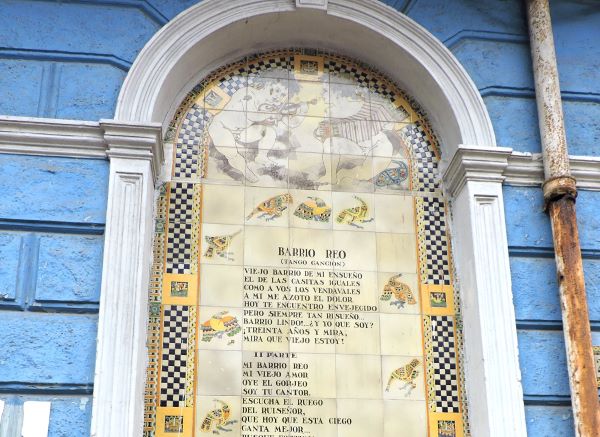 BARRIO REO
(TANGO CANCIÓN)
VIEJO BARRIO DE MI ENSUEÑO
EL DE LAS CASITAS IGUALES
COMO A VOS LOS VENDAVALES
A MI ME AZOTO EL DOLOR
HOY TE ENCUENTRO ENVEJECIDO
PERO SIEMPRE TAN RISUEÑO...
BARRIO LINDO!...¿Y YO QUE SOY?
¡TREINTA AÑOS Y MIRA,
MIRA QUE VIEJO ESTOY!
II PARTE
MI BARRIO REO
MI VIEJO AMOR
OYE EL GORJEO
SOY TU CANTOR.
ESCUCHA EL RUEGO
DEL RUISEÑOR,
QUE HOY QUE ESTA CIEGO
CANTA MEJOR...